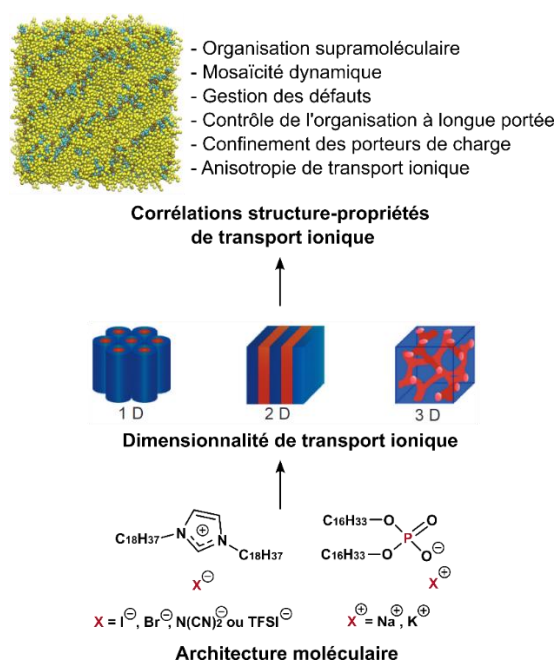 - Organisation supramoléculaire
- Mosaïcité dynamique
- Gestion des défauts
- Contrôle de l'organisation à longue portée
- Confinement des porteurs de charge
- Anisotropie de transport ionique
Corrélations structure-propriétés
de transport ionique
1 D 2 D 3 D
Dimensionnalité de transport ionique
C₁₈H₃₇ N ⊕ N C₁₈H₃₇
X⊖
C₁₆H₃₃ O O
P
C₁₆H₃₃ O O⊖
X⊕
X = I⊖, Br⊖, N(CN)₂⊖ ou TFSI⊖
X⊕ = Na⊕, K⊕
Architecture moléculaire